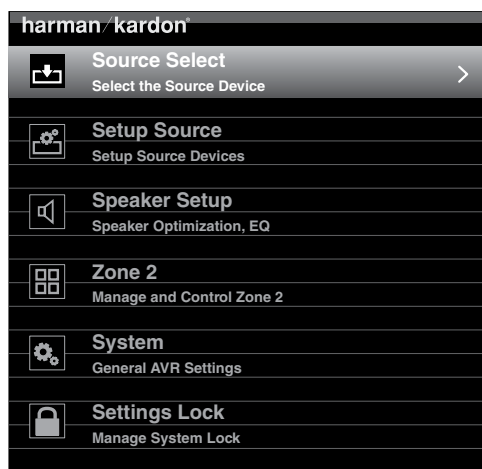 harman/kardon®
Source Select
Select the Source Device
Setup Source
Setup Source Devices
Speaker Setup
Speaker Optimization, EQ
Zone 2
Manage and Control Zone 2
System
General AVR Settings
Settings Lock
Manage System Lock